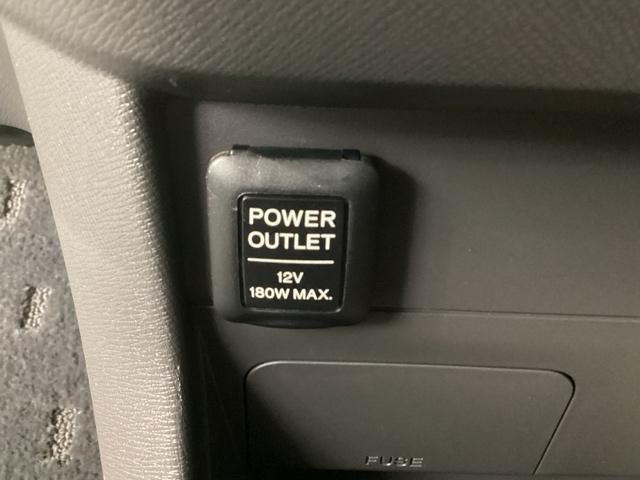 POWER
OUTLET
12V
180W MAX.
FUSE